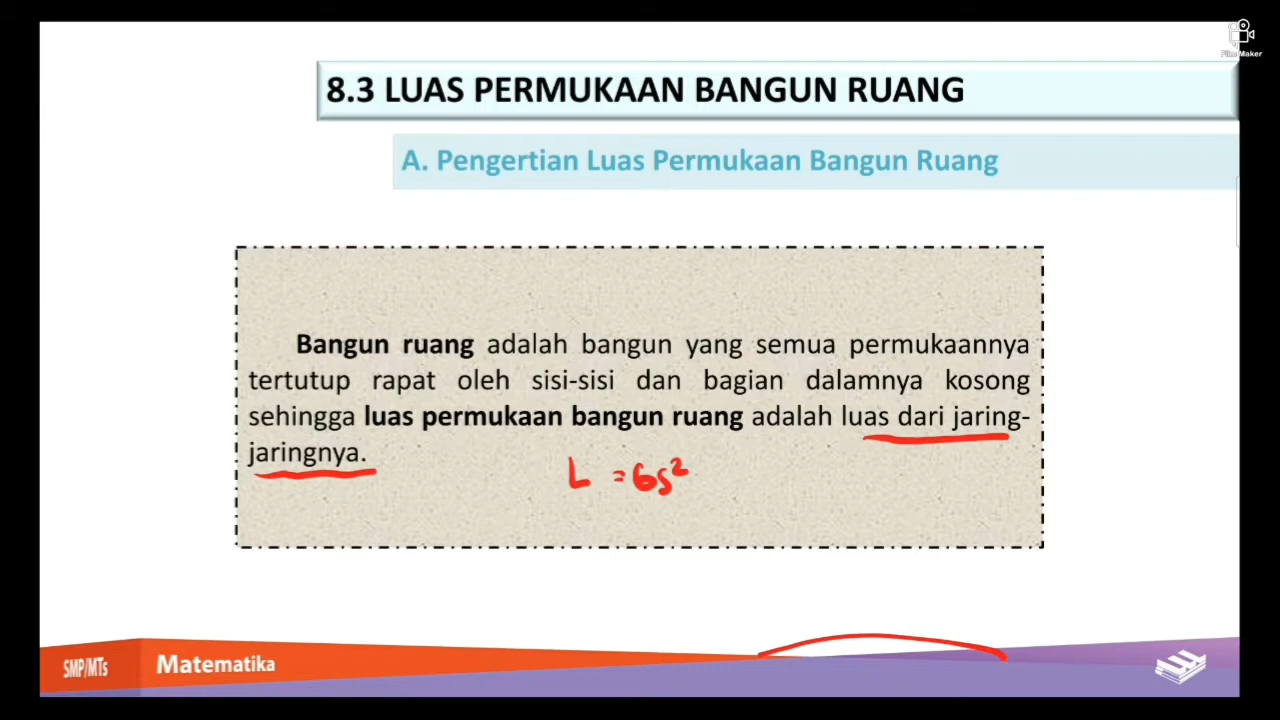 Film Maker
8.3 LUAS PERMUKAAN BANGUN RUANG
A. Pengertian Luas Permukaan Bangun Ruang
Bangun ruang adalah bangun yang semua permukaannya
tertutup rapat oleh sisi-sisi dan bagian dalamnya kosong
sehingga luas permukaan bangun ruang adalah luas dari jaring-
jaringnya.
L = 6s²
SMP/MTs Matematika